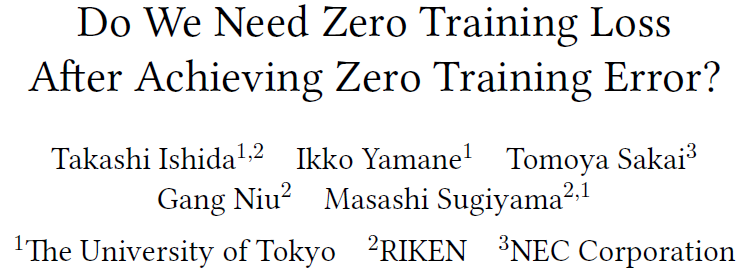 Do We Need Zero Training Loss
After Achieving Zero Training Error?
Takashi Ishida1,2 Ikko Yamane1 Tomoya Sakai3
Gang Niu2 Masashi Sugiyama2,1
1The University of Tokyo 2RIKEN 3NEC Corporation